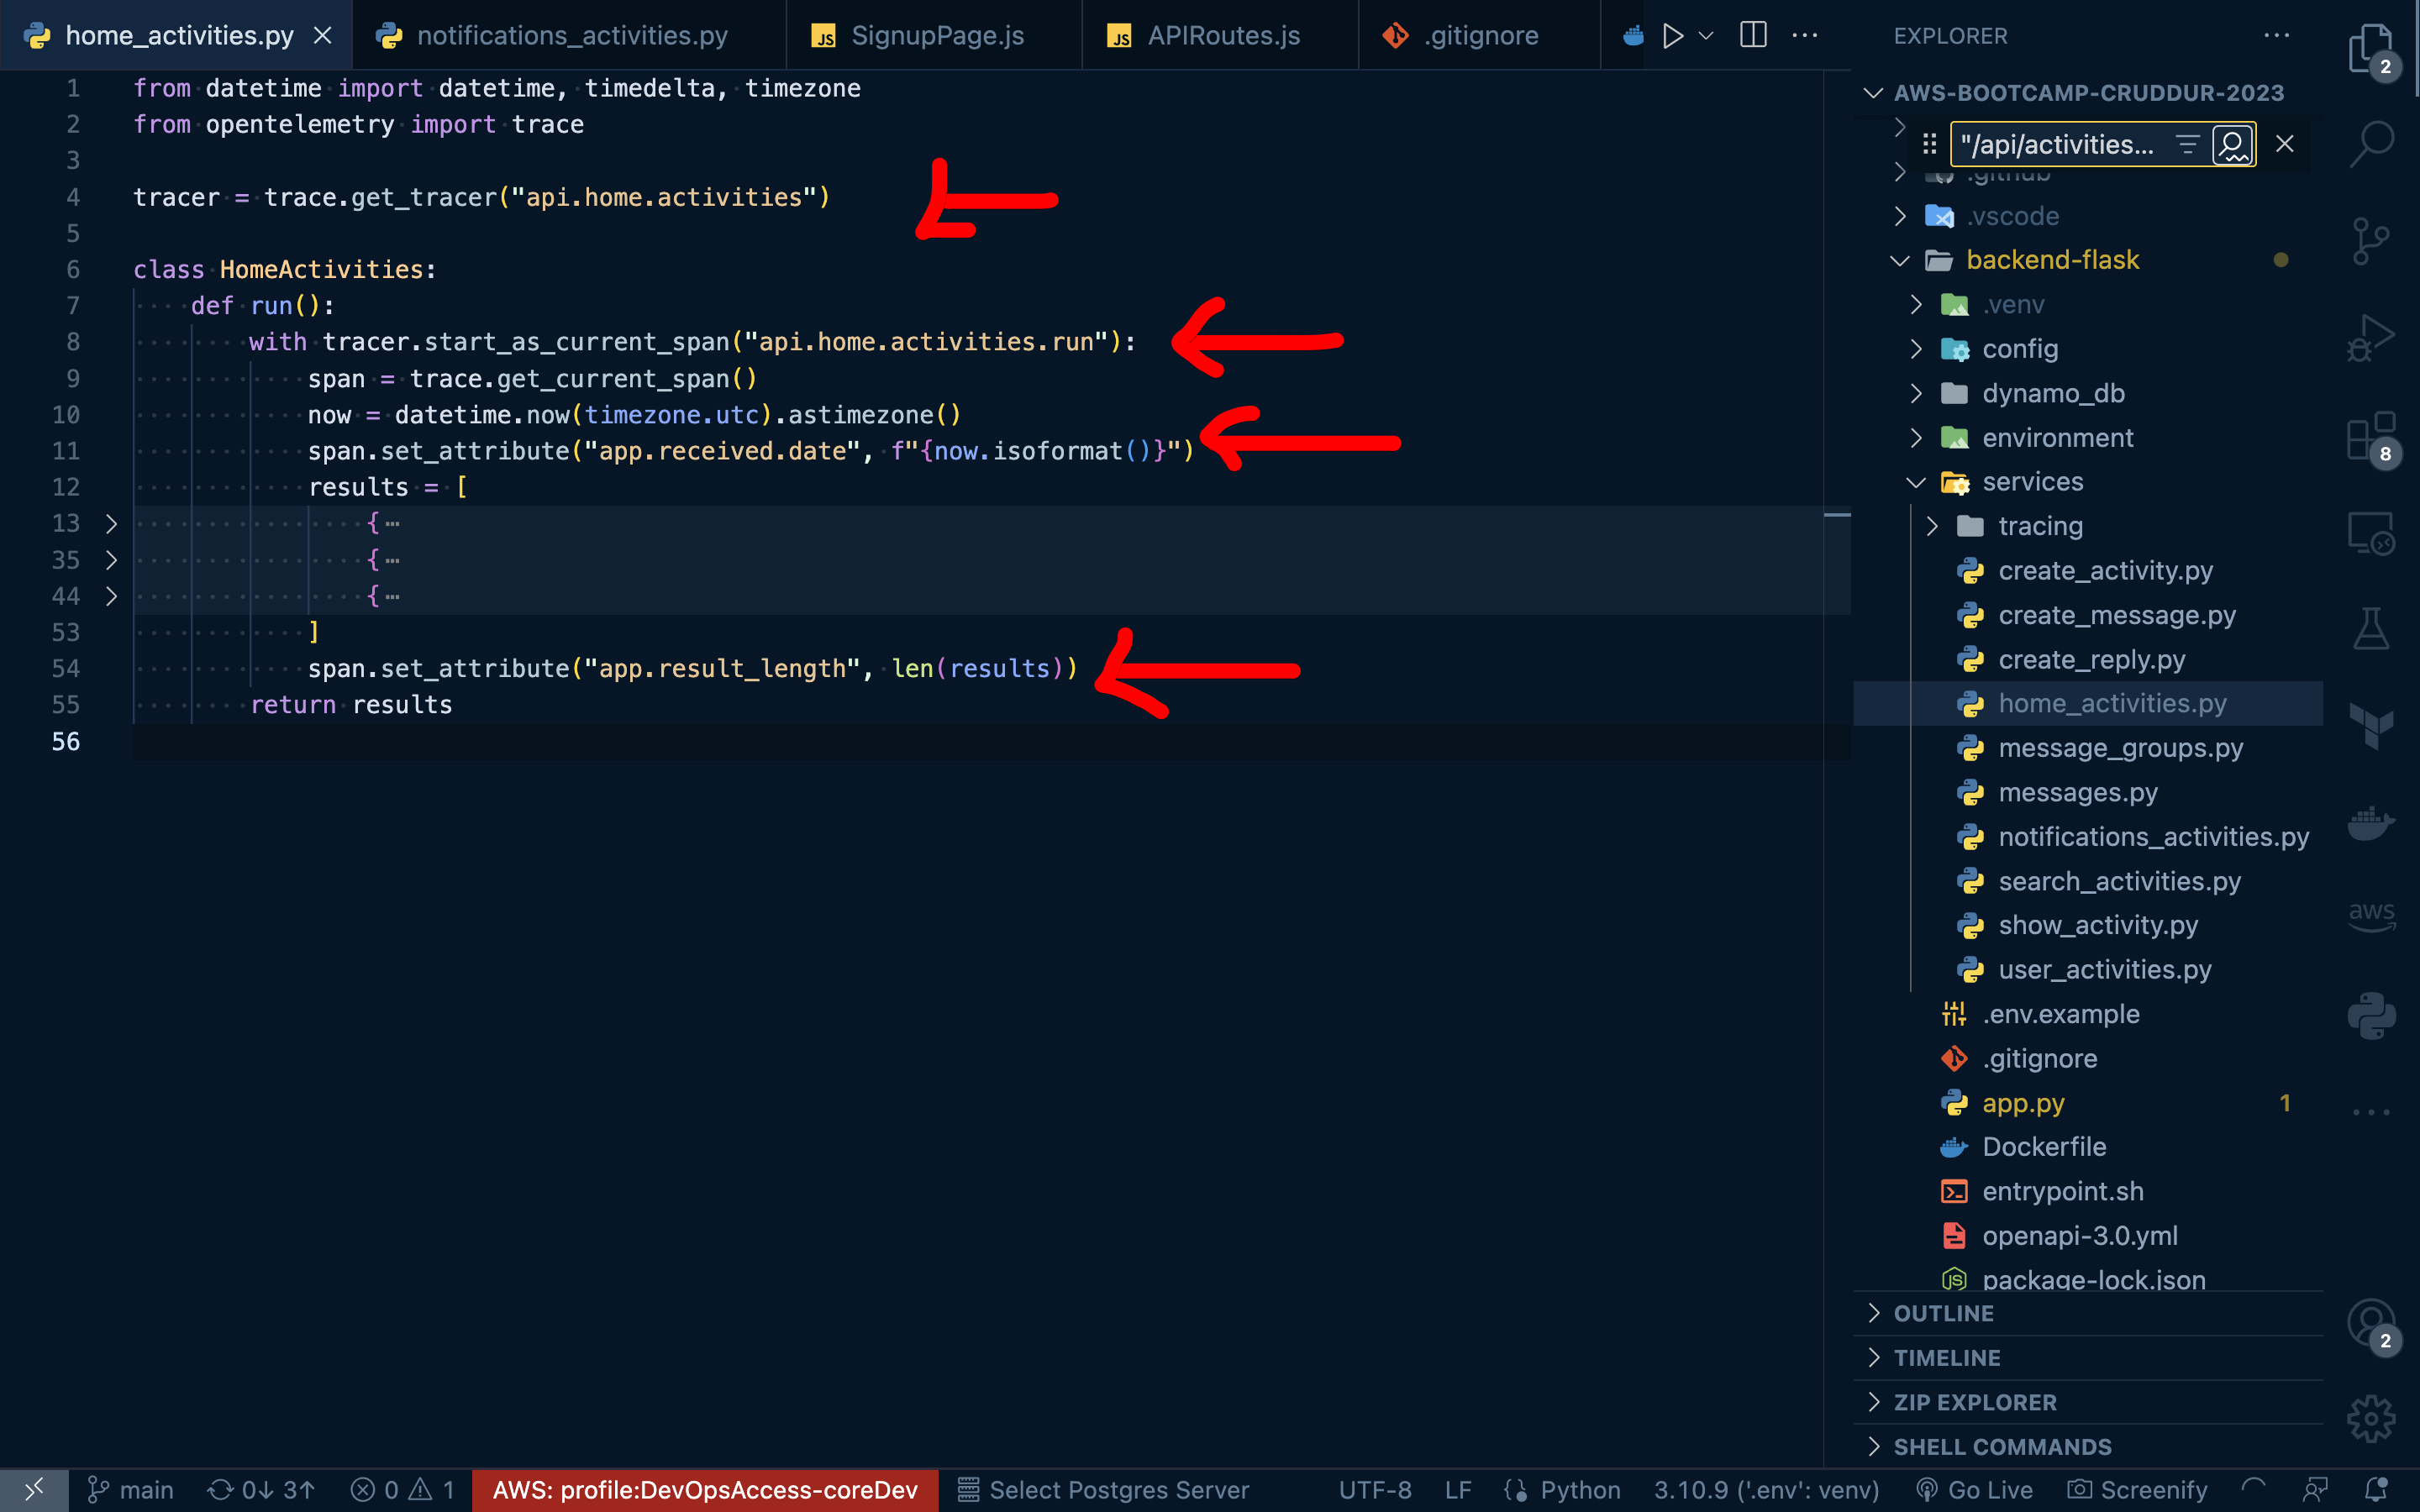 home_activities.py
notifications_activities.py
SignupPage.js
APIRoutes.js
.gitignore
1 from datetime import datetime, timedelta, timezone
2 from opentelemetry import trace
3
4 tracer = trace.get_tracer("api.home.activities")
5
6 class HomeActivities:
7 def run():
8 with tracer.start_as_current_span("api.home.activities.run"):
9 span = trace.get_current_span()
10 now = datetime.now(timezone.utc).astimezone()
11 span.set_attribute("app.received.date", f"{now.isoformat()}")
12 results = [
13 {…
35 {…
44 {…
53 ]
54 span.set_attribute("app.result_length", len(results))
55 return results
56
EXPLORER
AWS-BOOTCAMP-CRUDDUR-2023
"/api/activities...
.github
.vscode
backend-flask
.venv
config
dynamo_db
environment
services
tracing
create_activity.py
create_message.py
create_reply.py
home_activities.py
message_groups.py
messages.py
notifications_activities.py
search_activities.py
show_activity.py
user_activities.py
.env.example
.gitignore
app.py 1
Dockerfile
entrypoint.sh
openapi-3.0.yml
package-lock.json
OUTLINE
TIMELINE
ZIP EXPLORER
SHELL COMMANDS
2
8
aws
2
main 0↓ 3↑ 0 1 AWS: profile:DevOpsAccess-coreDev Select Postgres Server UTF-8 LF Python 3.10.9 ('.env': venv) Go Live Screenify